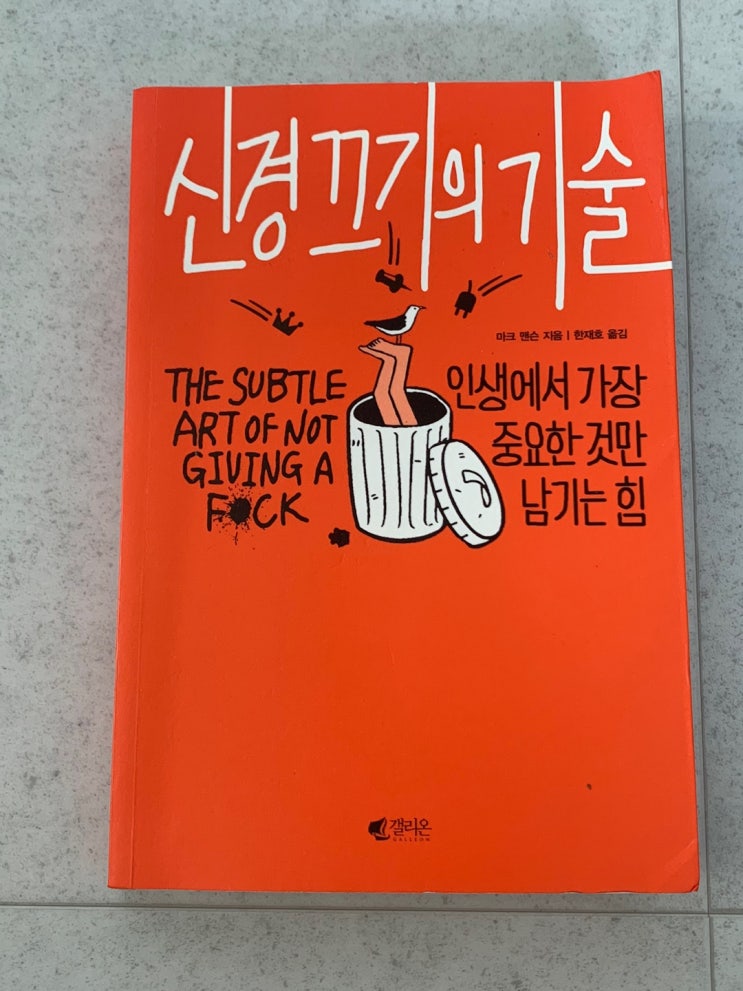 신경 끄기의 기술
마크 맨슨 지음 | 한재호 옮김
THE SUBTLE
ART OF NOT
GIVING A
F*CK
인생에서 가장
중요한 것만
남기는 힘
갤리온
GALLEON